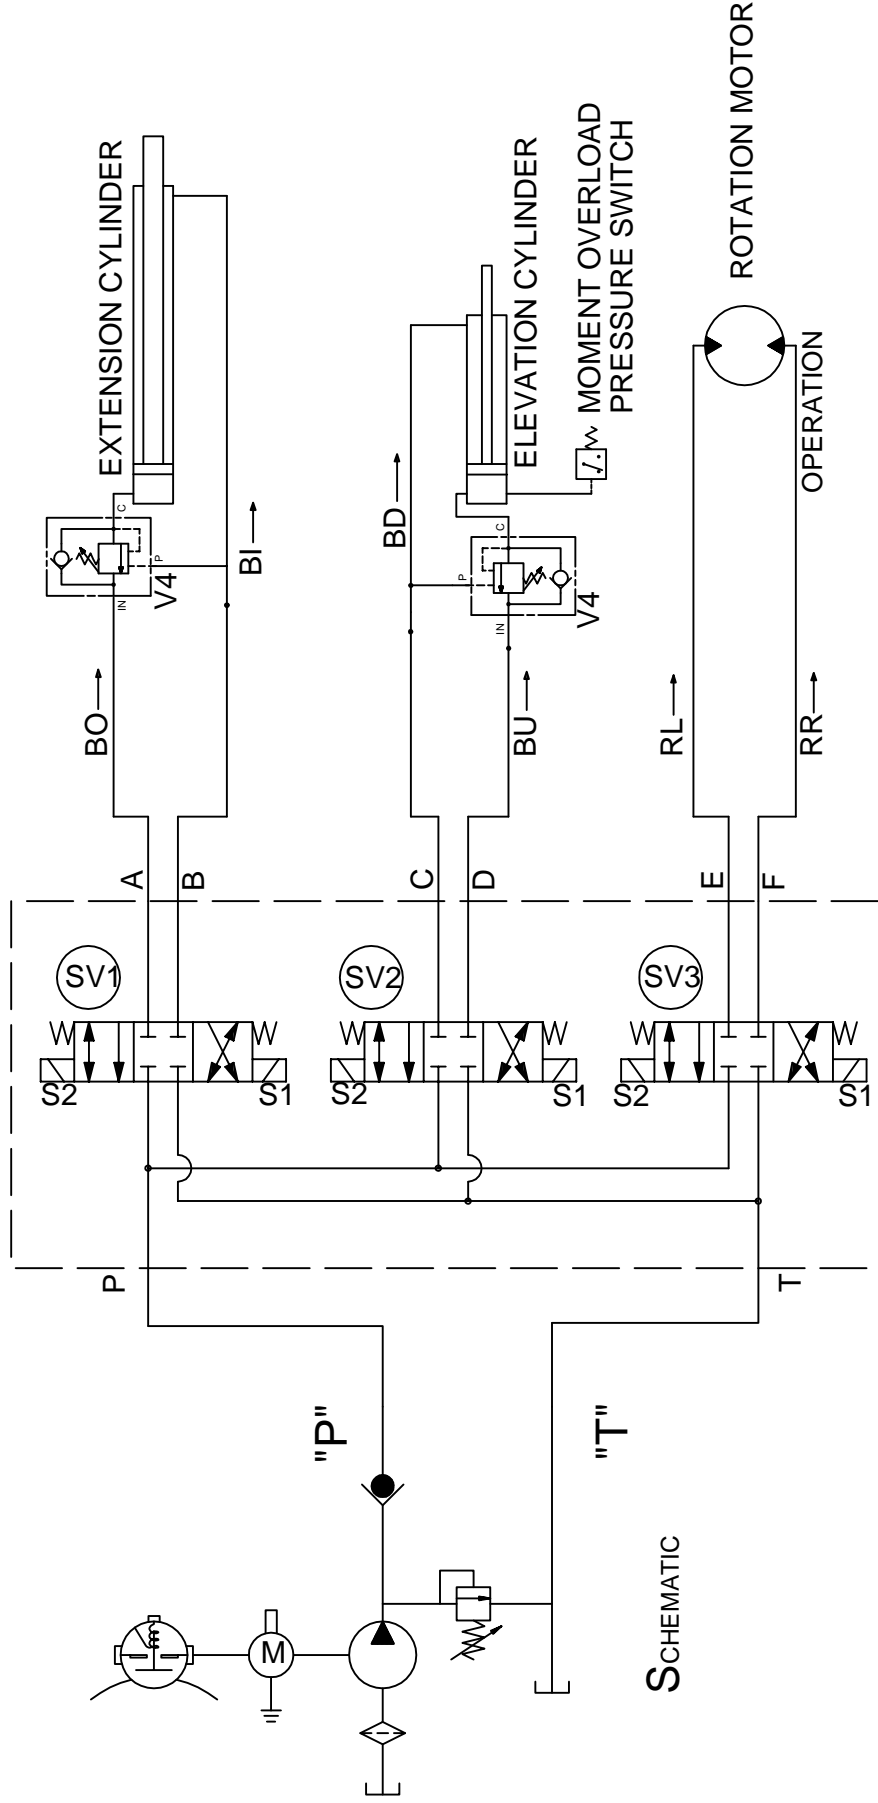 EXTENSION CYLINDER
C
P
IN
V4
BO
BI
ELEVATION CYLINDER
MOMENT OVERLOAD
PRESSURE SWITCH
BD
C
P
IN
V4
BU
ROTATION MOTOR
OPERATION
RL
RR
A
B
C
D
E
F
SV1
SV2
SV3
S2
S1
S2
S1
S2
S1
P
T
"P"
"T"
M
SCHEMATIC